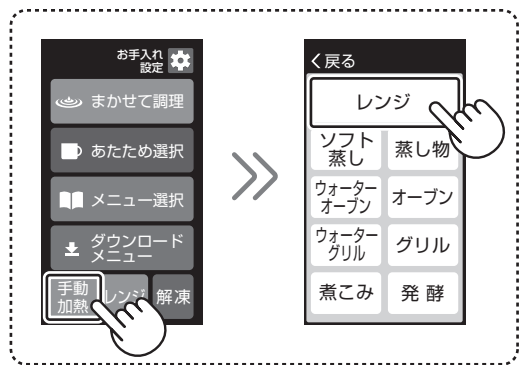 お手入れ
設定
まかせて調理
あたため選択
メニュー選択
ダウンロード
メニュー
手動
加熱
レンジ
解凍
戻る
レンジ
ソフト
蒸し
蒸し物
ウォーター
オーブン
オーブン
ウォーター
グリル
グリル
煮こみ
発酵